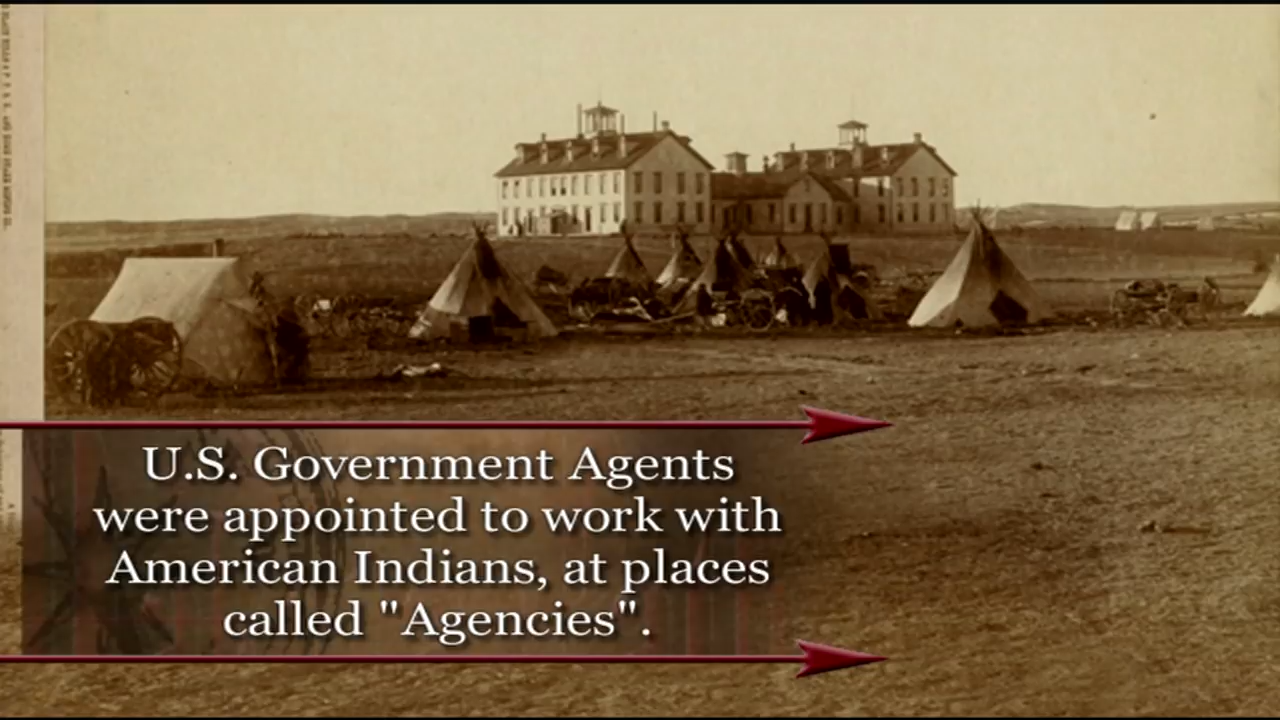 U.S. Government Agents
were appointed to work with
American Indians, at places
called "Agencies".